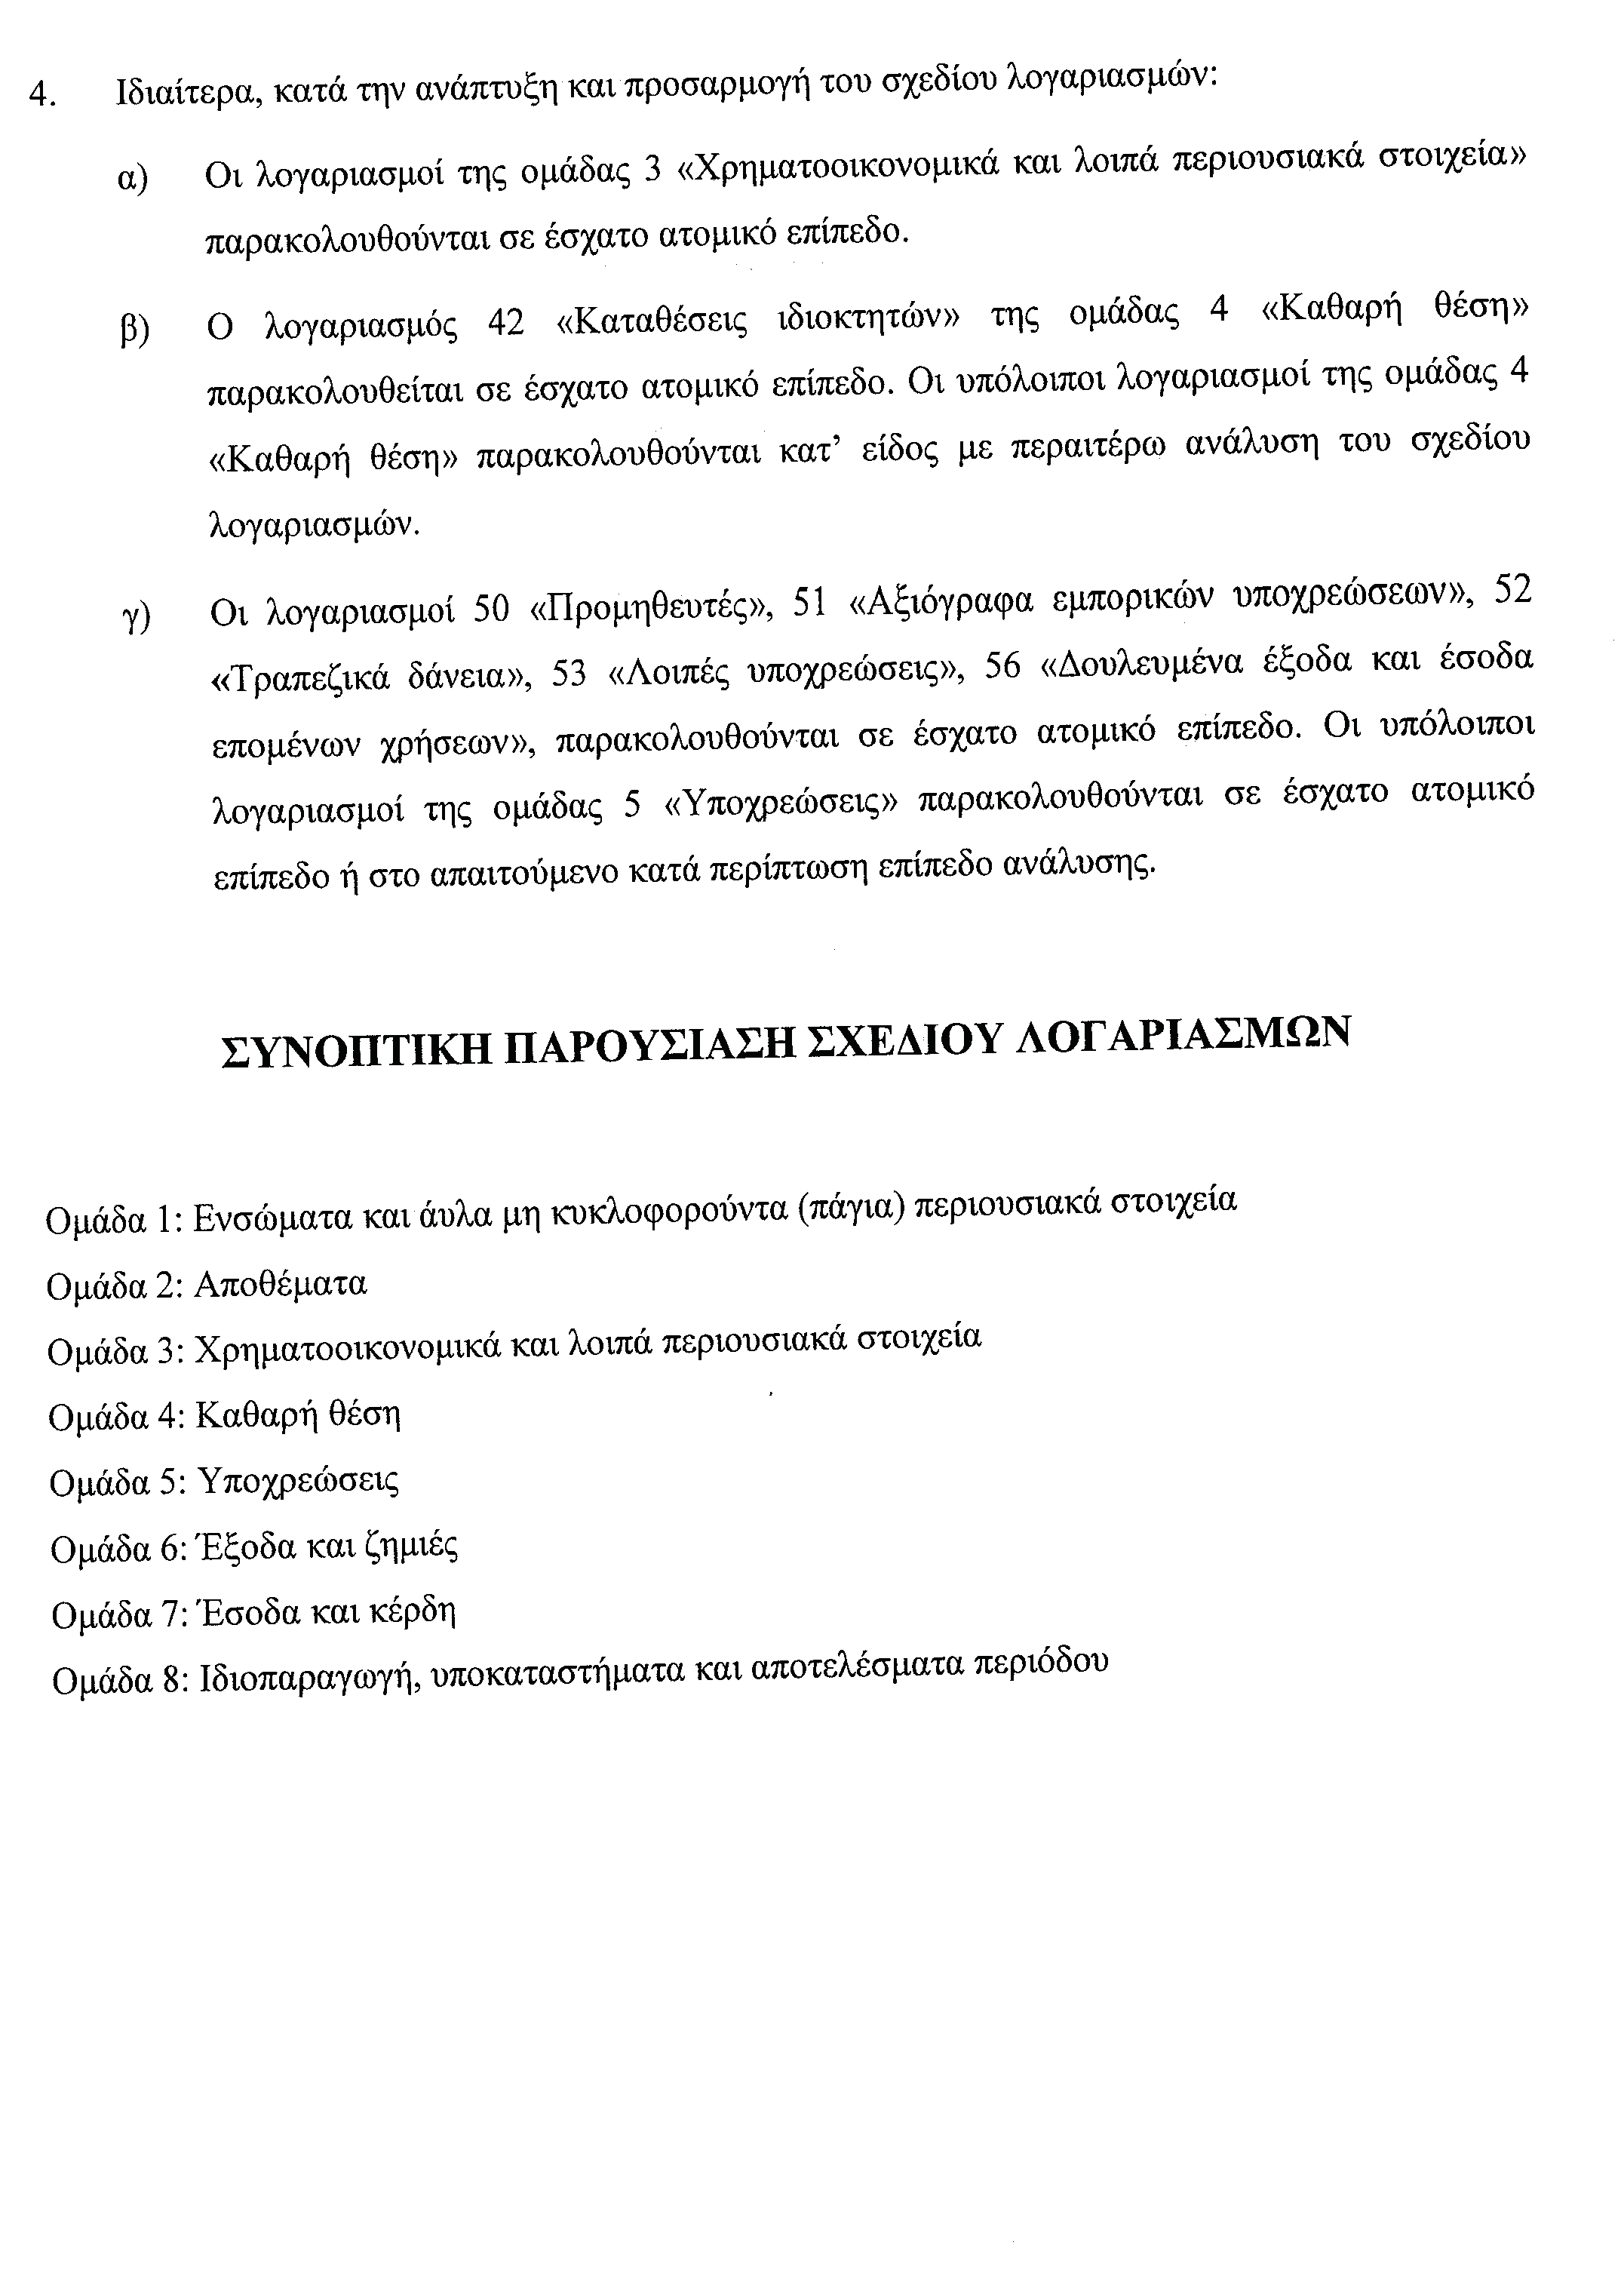 4. Ιδιαίτερα, κατά την ανάπτυξη και προσαρμογή του σχεδίου λογαριασμών:
α) Οι λογαριασμοί της ομάδας 3 «Χρηματοοικονομικά και λοιπά περιουσιακά στοιχεία»
παρακολουθούνται σε έσχατο ατομικό επίπεδο.
β) Ο λογαριασμός 42 «Καταθέσεις ιδιοκτητών» της ομάδας 4 «Καθαρή θέση»
παρακολουθείται σε έσχατο ατομικό επίπεδο. Οι υπόλοιποι λογαριασμοί της ομάδας 4
«Καθαρή θέση» παρακολουθούνται κατ’ είδος με περαιτέρω ανάλυση του σχεδίου
λογαριασμών.
γ) Οι λογαριασμοί 50 «Προμηθευτές», 51 «Αξιόγραφα εμπορικών υποχρεώσεων», 52
«Τραπεζικά δάνεια», 53 «Λοιπές υποχρεώσεις», 56 «Δουλευμένα έξοδα και έσοδα
επομένων χρήσεων», παρακολουθούνται σε έσχατο ατομικό επίπεδο. Οι υπόλοιποι
λογαριασμοί της ομάδας 5 «Υποχρεώσεις» παρακολουθούνται σε έσχατο ατομικό
επίπεδο ή στο απαιτούμενο κατά περίπτωση επίπεδο ανάλυσης.
ΣΥΝΟΠΤΙΚΗ ΠΑΡΟΥΣΙΑΣΗ ΣΧΕΔΙΟΥ ΛΟΓΑΡΙΑΣΜΩΝ
Ομάδα 1: Ενσώματα και άυλα μη κυκλοφορούντα (πάγια) περιουσιακά στοιχεία
Ομάδα 2: Αποθέματα
Ομάδα 3: Χρηματοοικονομικά και λοιπά περιουσιακά στοιχεία
Ομάδα 4: Καθαρή θέση
Ομάδα 5: Υποχρεώσεις
Ομάδα 6: Έξοδα και ζημιές
Ομάδα 7: Έσοδα και κέρδη
Ομάδα 8: Ιδιοπαραγωγή, υποκαταστήματα και αποτελέσματα περιόδου